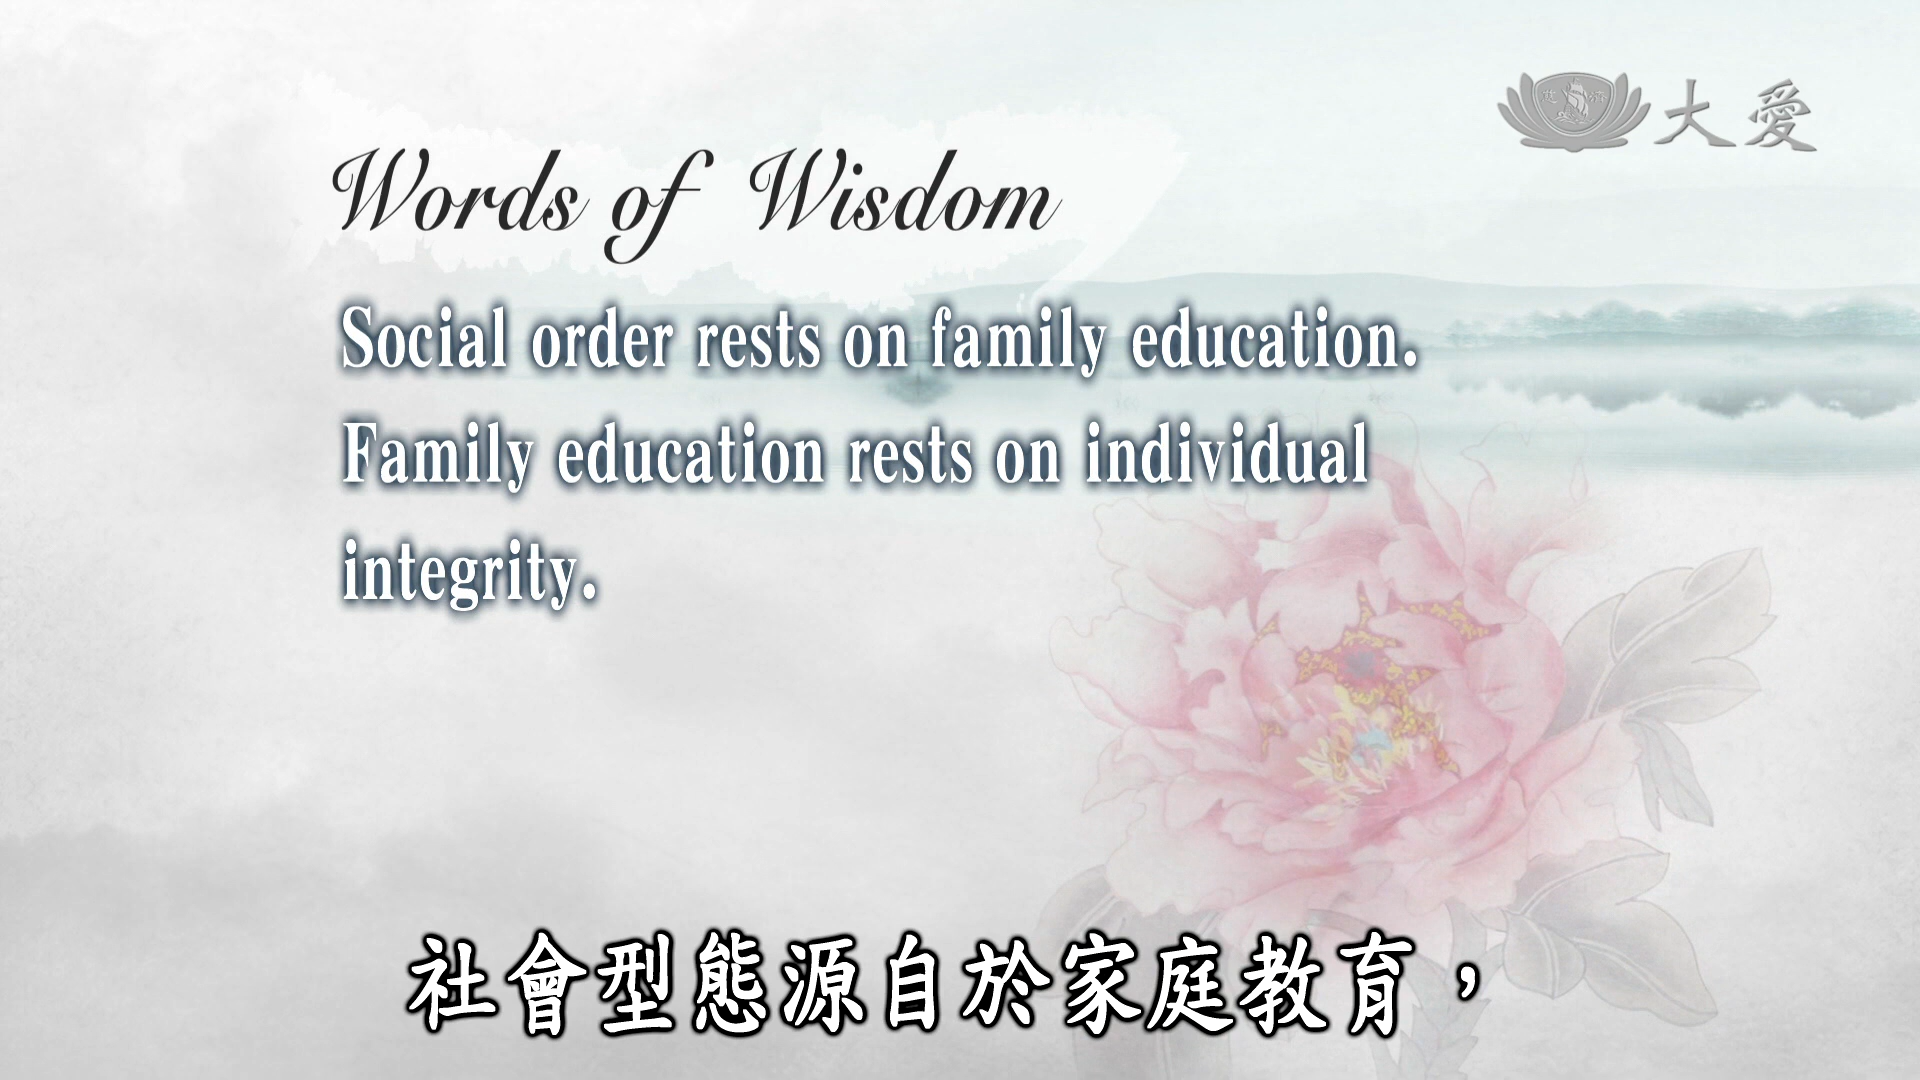 大愛
Words of Wisdom
Social order rests on family education.
Family education rests on individual
integrity.
社會型態源自於家庭教育，